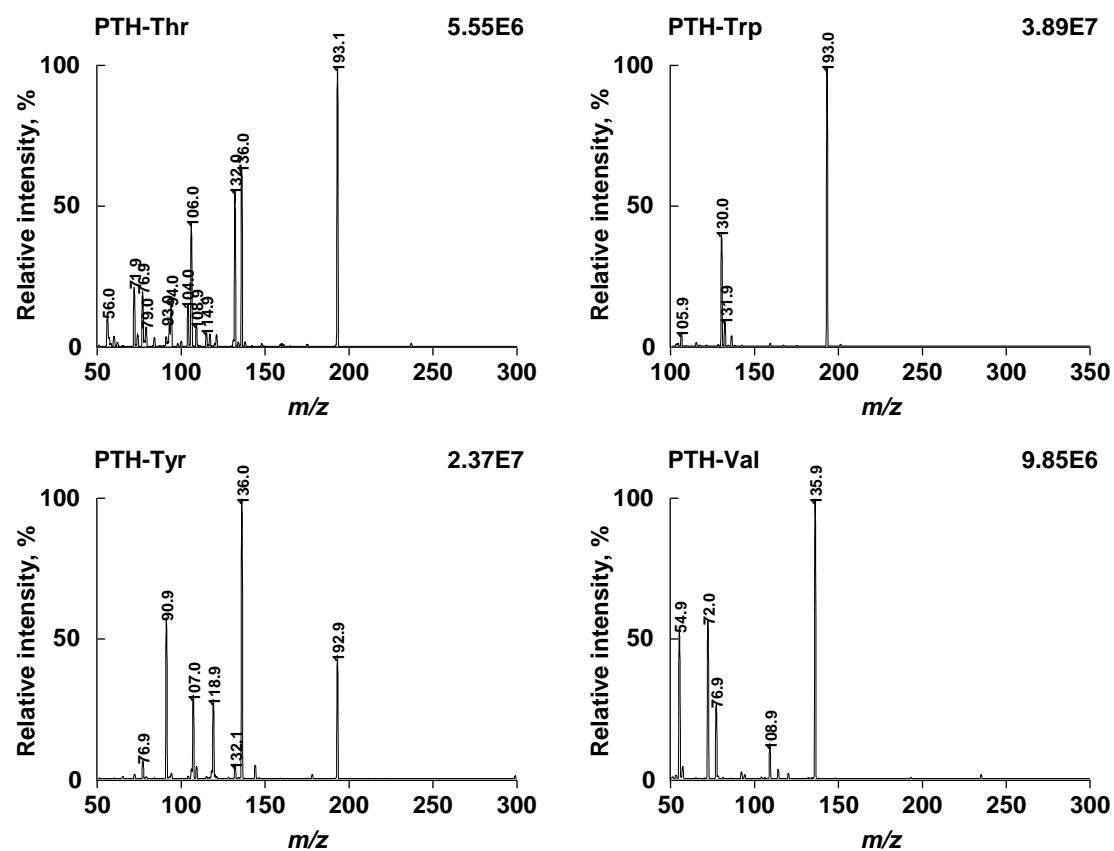 PTH-Thr 5.55E6
Relative intensity, %
100
50
0
56.0
71.9
76.9
79.0
93.0
94.0
104.0
106.0
108.9
114.9
132.0
136.0
193.1
50 100 150 200 250 300
m/z
PTH-Trp 3.89E7
Relative intensity, %
100
50
0
105.9
130.0
131.9
193.0
100 150 200 250 300 350
m/z
PTH-Tyr 2.37E7
Relative intensity, %
100
50
0
76.9
90.9
107.0
118.9
132.1
136.0
192.9
50 100 150 200 250 300
m/z
PTH-Val 9.85E6
Relative intensity, %
100
50
0
54.9
72.0
76.9
108.9
135.9
50 100 150 200 250 300
m/z